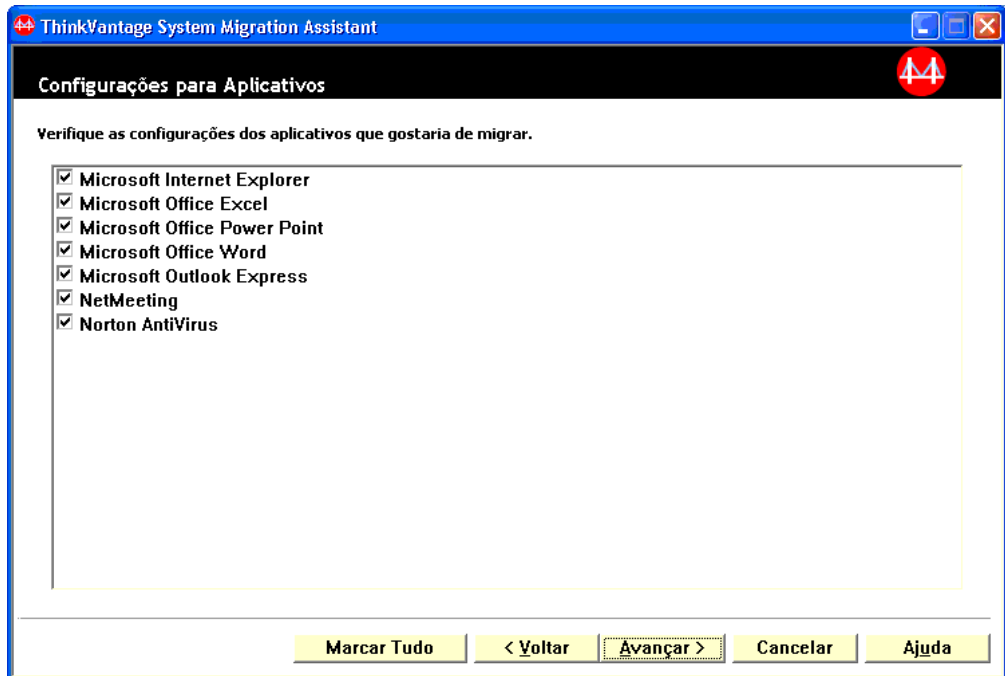 ThinkVantage System Migration Assistant
Configurações para Aplicativos
Verifique as configurações dos aplicativos que gostaria de migrar.
Microsoft Internet Explorer
Microsoft Office Excel
Microsoft Office Power Point
Microsoft Office Word
Microsoft Outlook Express
NetMeeting
Norton AntiVirus
Marcar Tudo < Voltar Avançar > Cancelar Ajuda